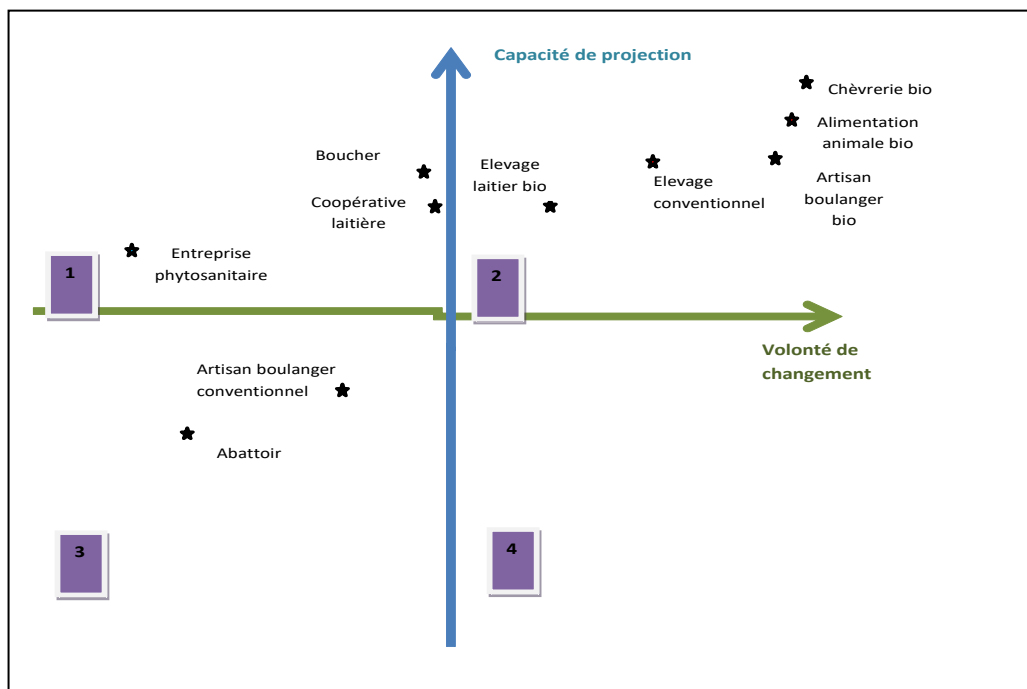 Capacité de projection
Chèvrerie bio
Alimentation
animale bio
Boucher
Elevage
laitier bio
Elevage
conventionnel
Artisan
boulanger
bio
Coopérative
laitière
Entreprise
phytosanitaire
1
2
Volonté de
changement
Artisan boulanger
conventionnel
Abattoir
3
4